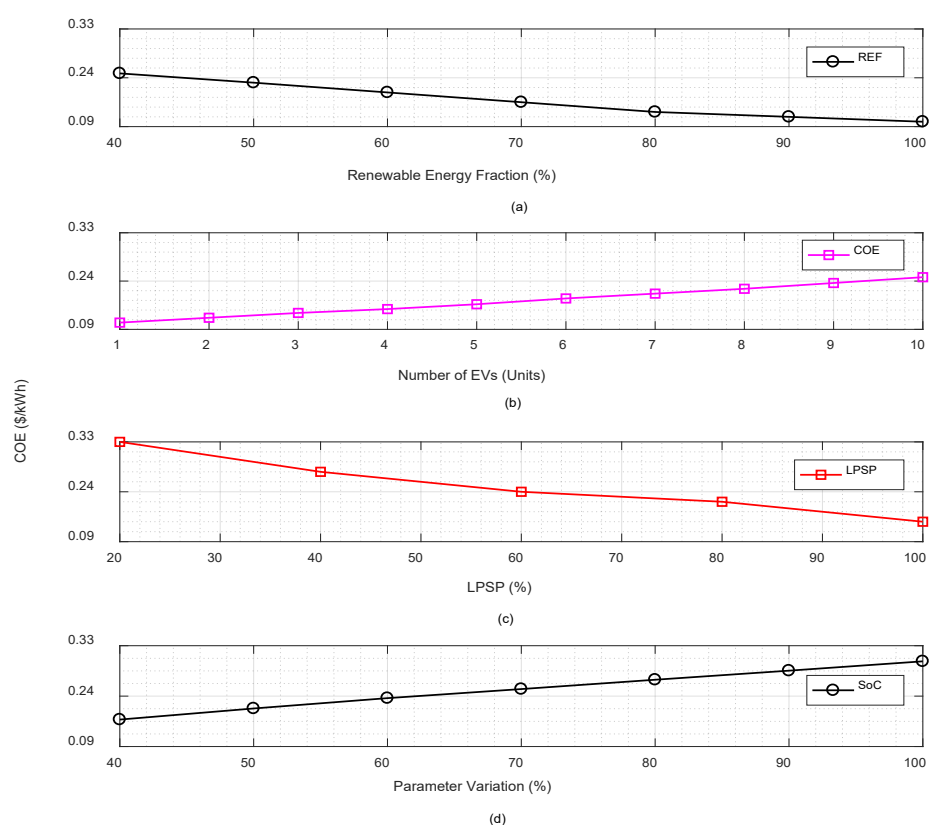 0.33
0.24
0.09
REF
40 50 60 70 80 90 100
Renewable Energy Fraction (%)
(a)
0.33
0.24
0.09
COE
1 2 3 4 5 6 7 8 9 10
Number of EVs (Units)
(b)
COE ($/kWh)
0.33
0.24
0.09
LPSP
20 30 40 50 60 70 80 90 100
LPSP (%)
(c)
0.33
0.24
0.09
SoC
40 50 60 70 80 90 100
Parameter Variation (%)
(d)